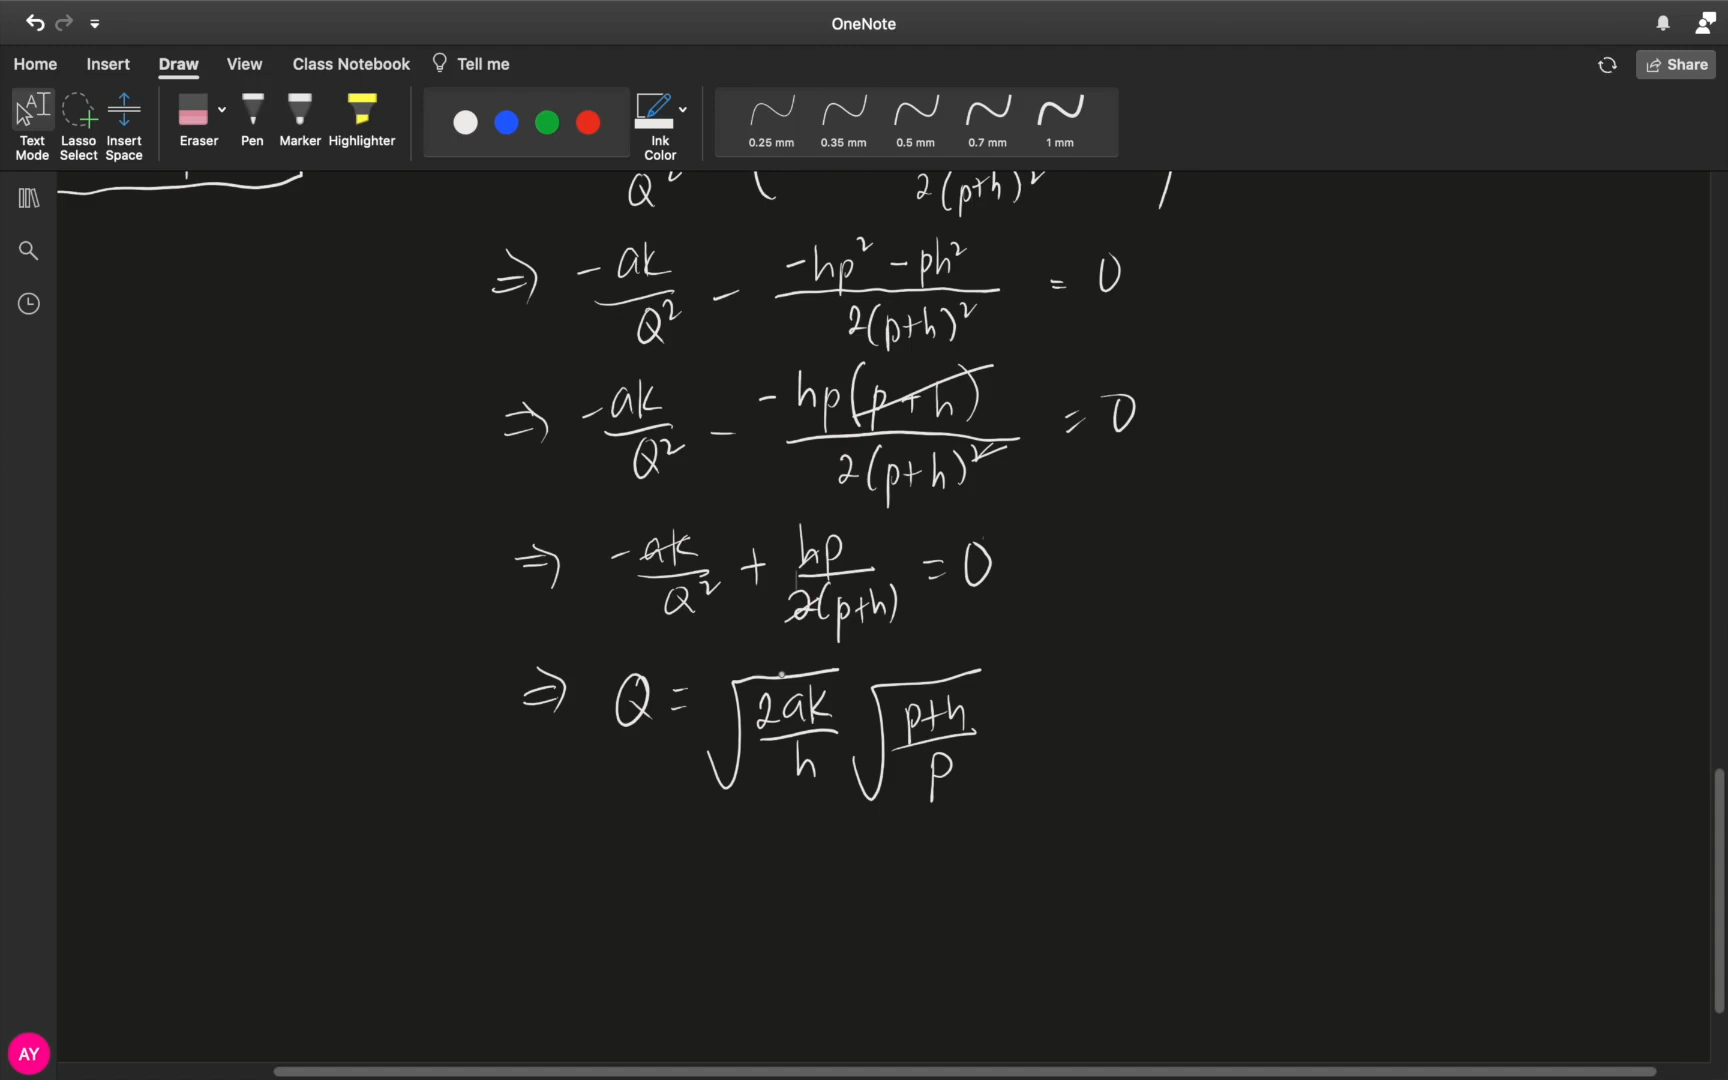 OneNote
Home Insert Draw View Class Notebook Tell me
Share
Text Mode
Lasso Select
Insert Space
Eraser
Pen
Marker
Highlighter
Ink Color
0.25 mm
0.35 mm
0.5 mm
0.7 mm
1 mm
Q² ( 2(p+h)² )
⇒ -ak/Q² - (-hp² - ph²)/(2(p+h)²) = 0
⇒ -ak/Q² - -hp(p+h)/(2(p+h)²) = 0
⇒ -ak/Q² + hp/(2(p+h)) = 0
⇒ Q = √(2ak/h) √((p+h)/p)
AY